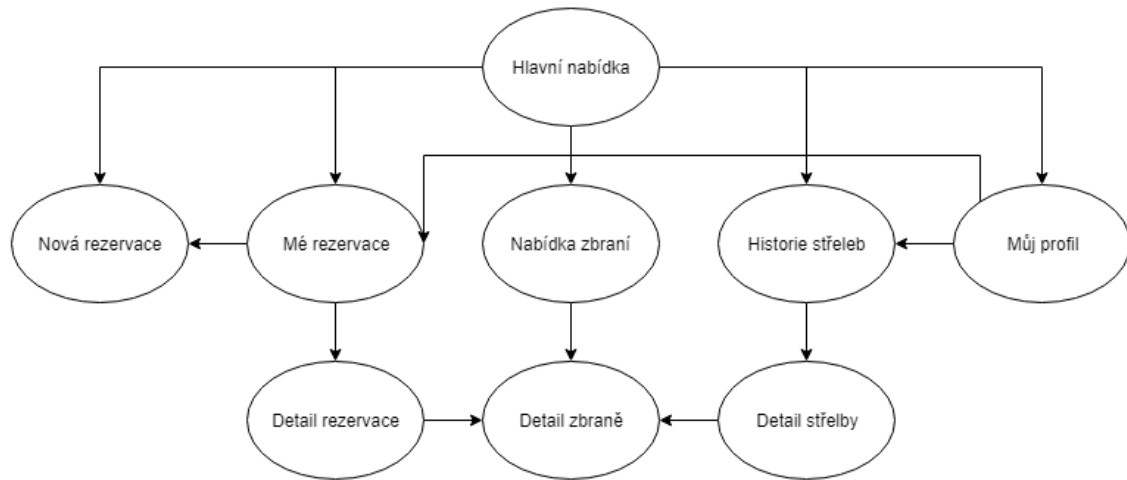 Hlavní nabídka
Nová rezervace
Mé rezervace
Nabídka zbraní
Historie střeleb
Můj profil
Detail rezervace
Detail zbraně
Detail střelby